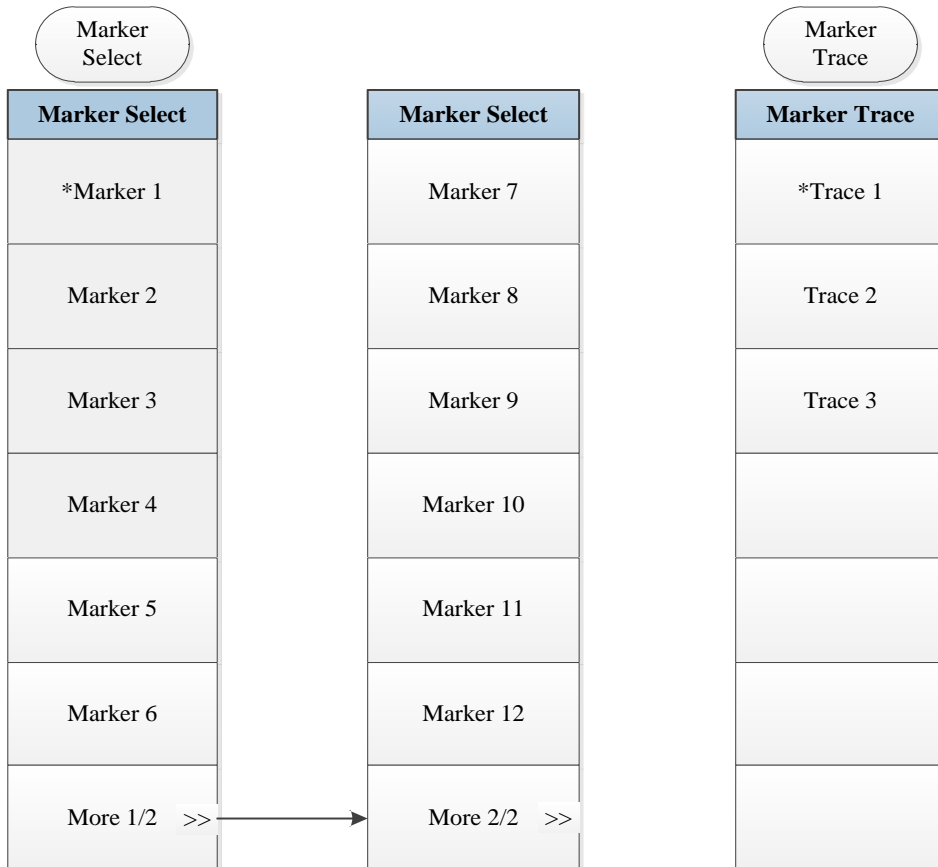 Marker
Select
Marker Select
*Marker 1
Marker 2
Marker 3
Marker 4
Marker 5
Marker 6
More 1/2 >>
Marker Select
Marker 7
Marker 8
Marker 9
Marker 10
Marker 11
Marker 12
More 2/2 >>
Marker
Trace
Marker Trace
*Trace 1
Trace 2
Trace 3